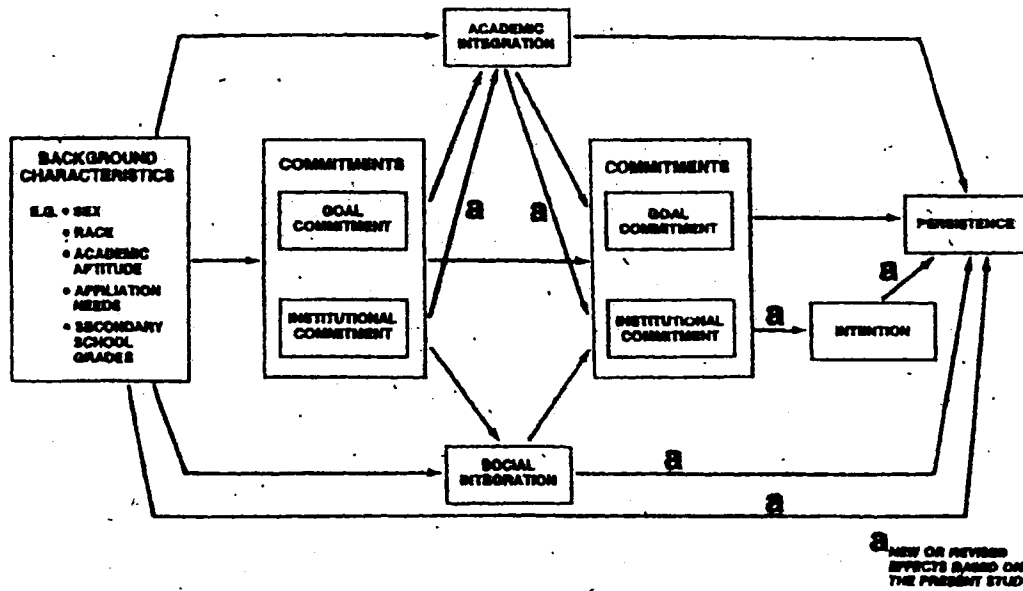 ACADEMIC
INTEGRATION
BACKGROUND
CHARACTERISTICS
E.G. • SEX
• RACE
• ACADEMIC
APTITUDE
• AFFILIATION
NEEDS
• SECONDARY
SCHOOL
GRADES
COMMITMENTS
GOAL
COMMITMENT
INSTITUTIONAL
COMMITMENT
a
a
COMMITMENTS
GOAL
COMMITMENT
INSTITUTIONAL
COMMITMENT
PERSISTENCE
a
a
INTENTION
SOCIAL
INTEGRATION
a
a
a NEW OR REVISED
EFFECTS BASED ON
THE PRESENT STUD